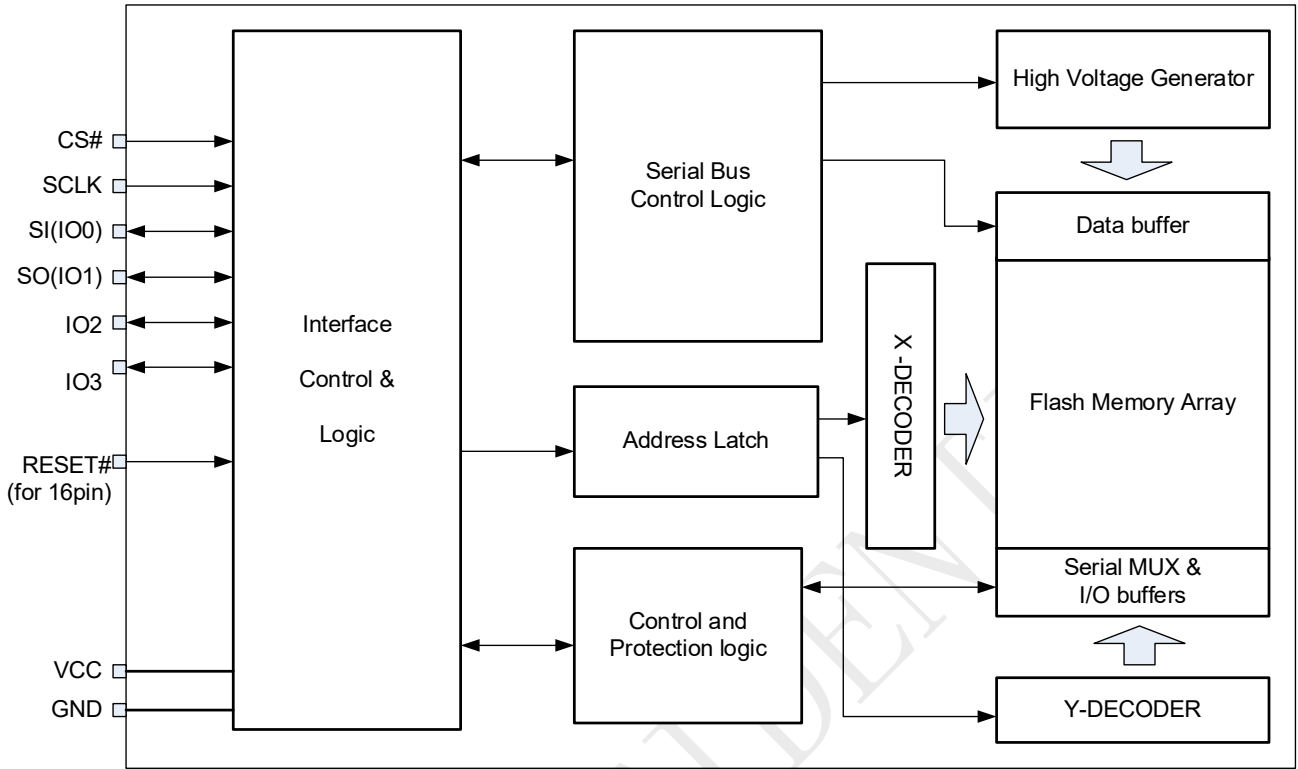 CS#
SCLK
SI(IO0)
SO(IO1)
IO2
IO3
RESET#
(for 16pin)
VCC
GND
Interface
Control &
Logic
Serial Bus
Control Logic
Address Latch
Control and
Protection logic
X -DECODER
High Voltage Generator
Data buffer
Flash Memory Array
Serial MUX &
I/O buffers
Y-DECODER